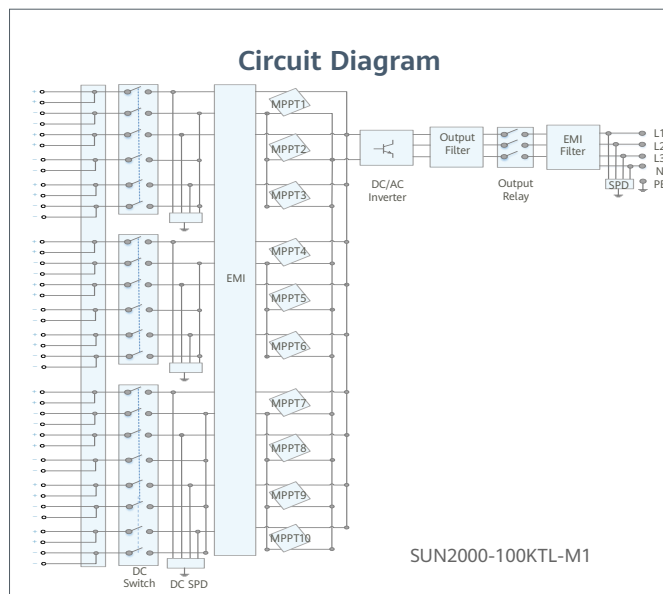 Circuit Diagram
MPPT1
MPPT2
MPPT3
MPPT4
MPPT5
MPPT6
MPPT7
MPPT8
MPPT9
MPPT10
EMI
DC
Switch
DC SPD
DC/AC
Inverter
Output
Filter
Output
Relay
EMI
Filter
SPD
L1
L2
L3
N
PE
SUN2000-100KTL-M1